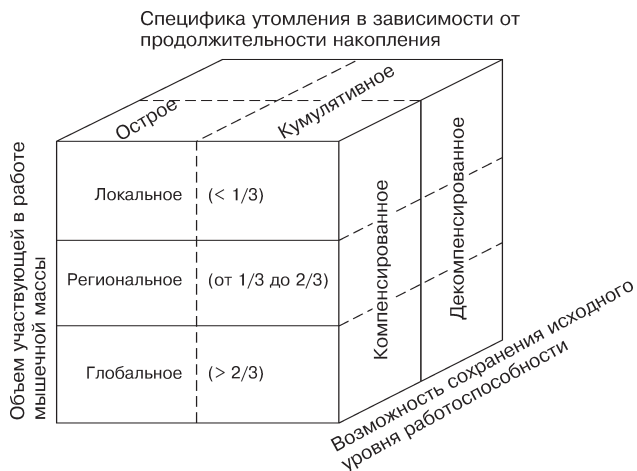 Специфика утомления в зависимости от
продолжительности накопления
Острое
Кумулятивное
Локальное (< 1/3)
Региональное (от 1/3 до 2/3)
Глобальное (> 2/3)
Объем участвующей в работе
мышечной массы
Компенсированное
Декомпенсированное
Возможность сохранения исходного
уровня работоспособности